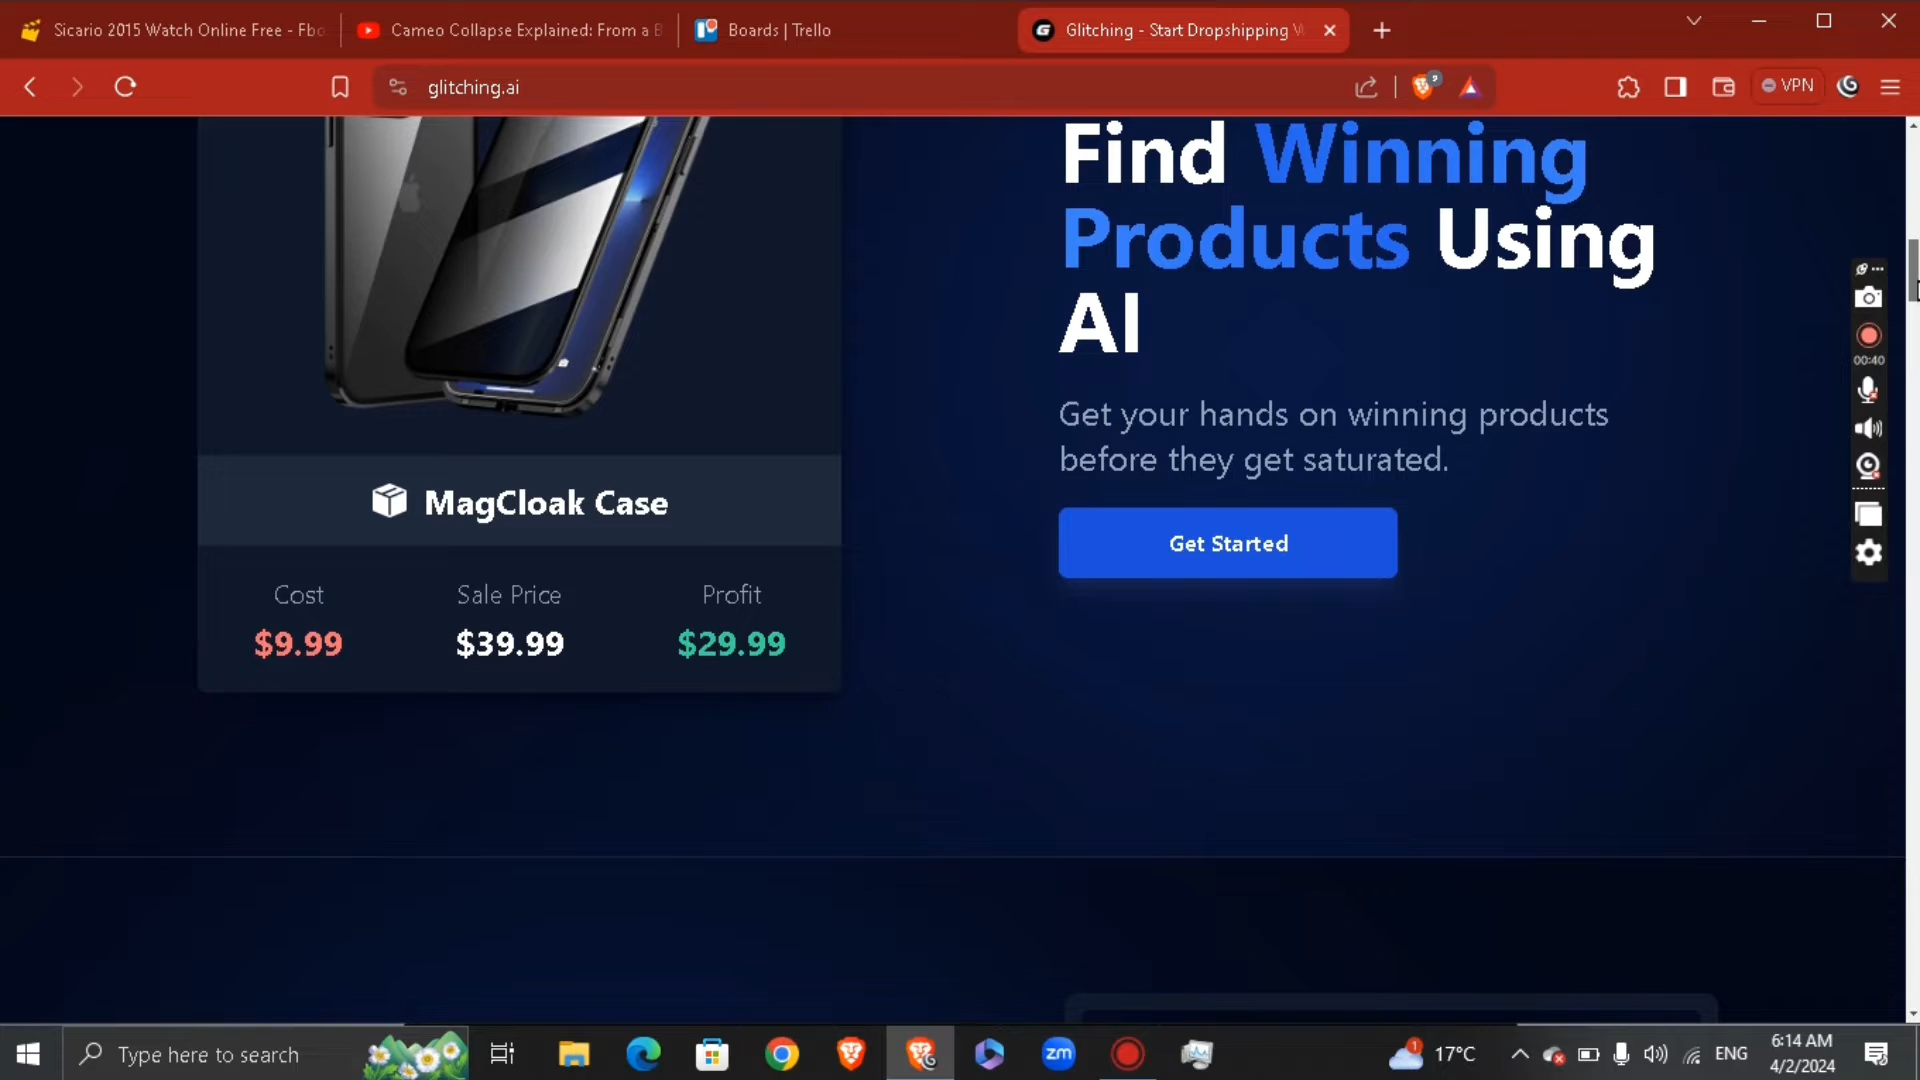 Sicario 2015 Watch Online Free - Fbo
Cameo Collapse Explained: From a B
Boards | Trello
Glitching - Start Dropshipping W
glitching.ai
9
VPN
Find Winning
Products Using
AI
Get your hands on winning products
before they get saturated.
Get Started
MagCloak Case
Cost
Sale Price
Profit
$9.99
$39.99
$29.99
00:40
Type here to search
zm
1
17°C
ENG
6:14 AM
4/2/2024